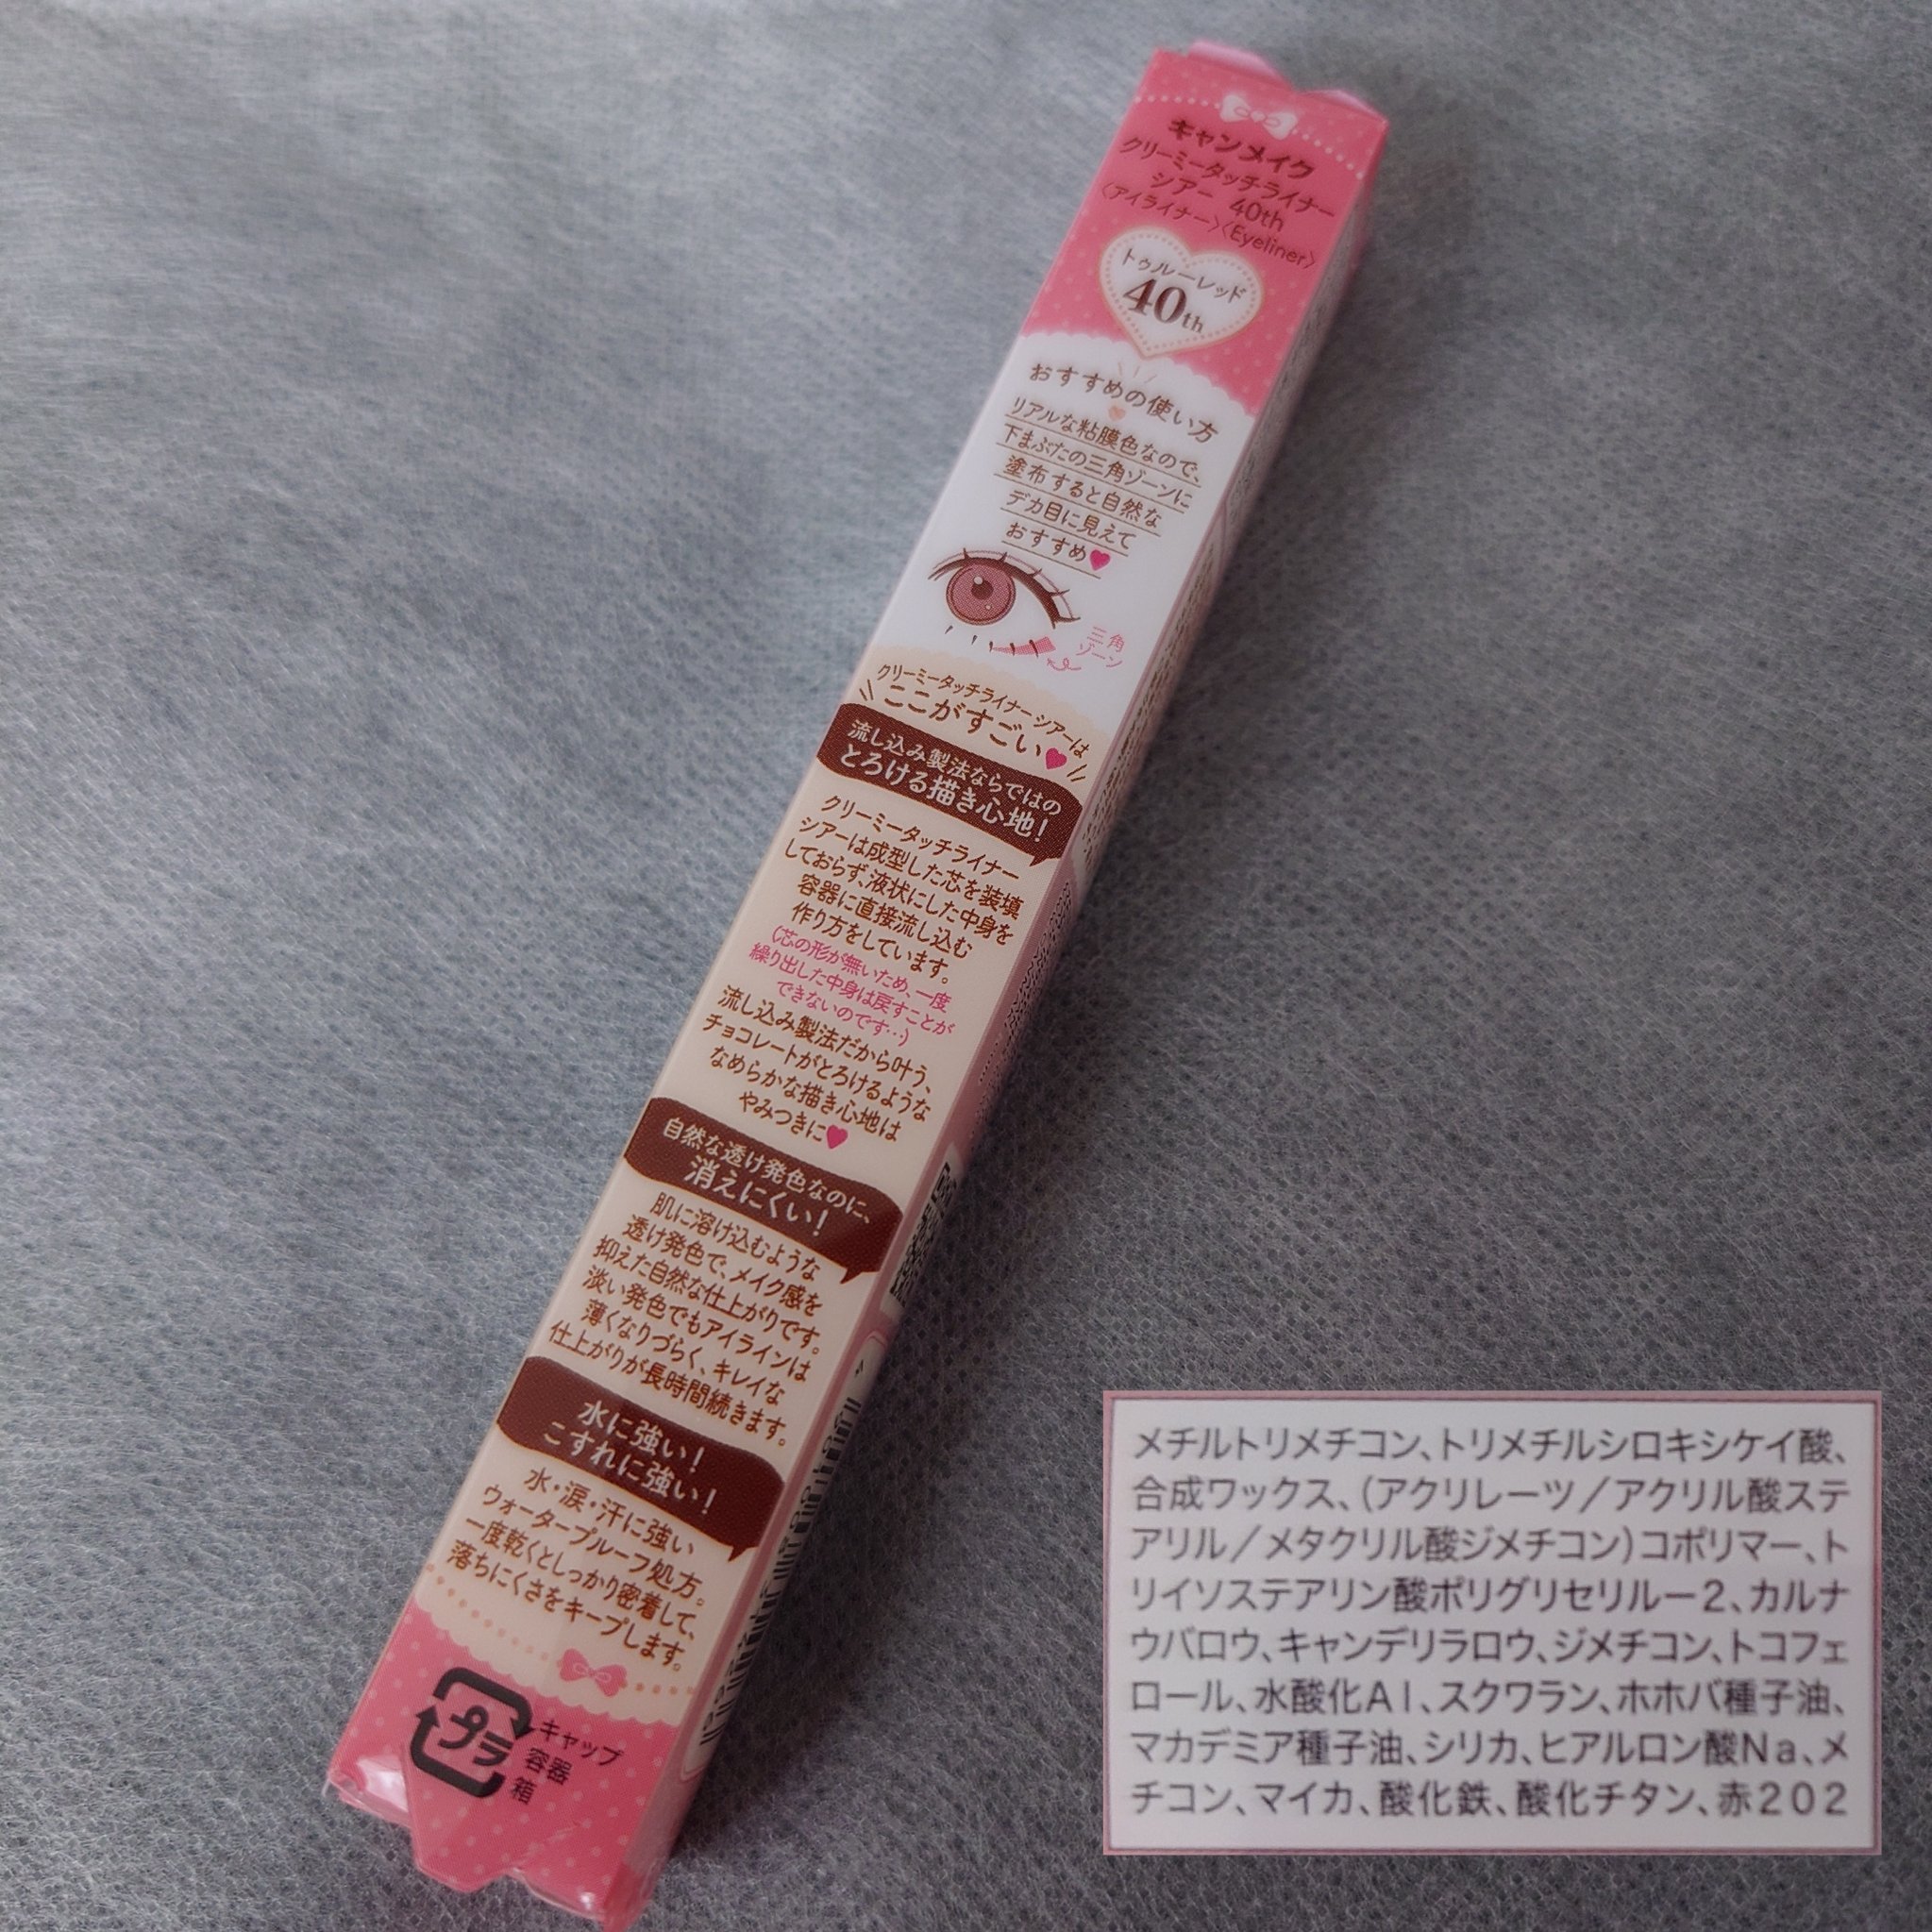 キャンメイク
クリーミータッチライナー
シアー 40th
〈アイライナー〉〈Eyeliner〉
トゥルーレッド
40th
おすすめの使い方
リアルな粘膜色なので、
下まぶたの三角ゾーンに
塗布すると自然な
デカ目に見えて
おすすめ♥
三角
ゾーン
クリーミータッチライナー シアーは
ここがすごい♥
流し込み製法ならではの
とろける描き心地!
クリーミータッチライナー
シアーは成型した芯を装填
しておらず、液状にした中身を
容器に直接流し込む
作り方をしています。
(芯の形が無いため、一度
繰り出した中身は戻すことが
できないのです…)
流し込み製法だから叶う、
チョコレートがとろけるような
なめらかな描き心地は
やみつきに♥
自然な透け発色なのに、
消えにくい!
肌に溶け込むような
透け発色で、メイク感を
抑えた自然な仕上がりです。
淡い発色でもアイラインは
薄くなりづらく、キレイな
仕上がりが長時間続きます。
水に強い!
こすれに強い!
水・涙・汗に強い
ウォータープルーフ処方。
一度乾くとしっかり密着して、
落ちにくさをキープします。
プラ
キャップ
容器
箱
メチルトリメチコン、トリメチルシロキシケイ酸、
合成ワックス、(アクリレーツ／アクリル酸ステ
アリル／メタクリル酸ジメチコン)コポリマー、ト
リイソステアリン酸ポリグリセリルー2、カルナ
ウバロウ、キャンデリラロウ、ジメチコン、トコフェ
ロール、水酸化Al、スクワラン、ホホバ種子油、
マカデミア種子油、シリカ、ヒアルロン酸Na、メ
チコン、マイカ、酸化鉄、酸化チタン、赤202